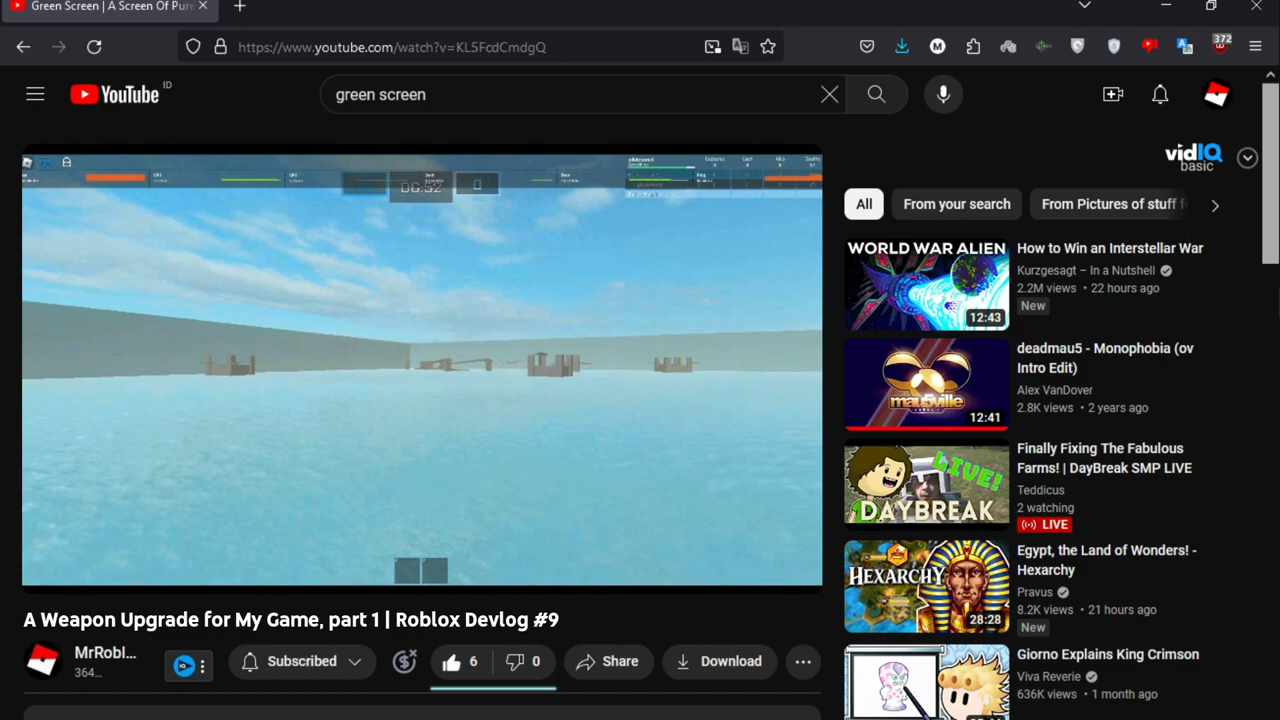 Green Screen | A Screen Of Pure
https://www.youtube.com/watch?v=KL5FcdCmdgQ
372
YouTube ID
green screen
vidIQ
basic
06:52
All
From your search
From Pictures of stuff f
WORLD WAR ALIEN
12:43
How to Win an Interstellar War
Kurzgesagt – In a Nutshell
2.2M views • 22 hours ago
New
mau5ville
12:41
deadmau5 - Monophobia (ov
Intro Edit)
Alex VanDover
2.8K views • 2 years ago
LIVE!
DAYBREAK
Finally Fixing The Fabulous
Farms! | DayBreak SMP LIVE
Teddicus
2 watching
LIVE
HEXARCHY
28:28
Egypt, the Land of Wonders! -
Hexarchy
Pravus
8.2K views • 21 hours ago
New
Giorno Explains King Crimson
Viva Reverie
636K views • 1 month ago
A Weapon Upgrade for My Game, part 1 | Roblox Devlog #9
MrRobl...
364...
Subscribed
6
0
Share
Download